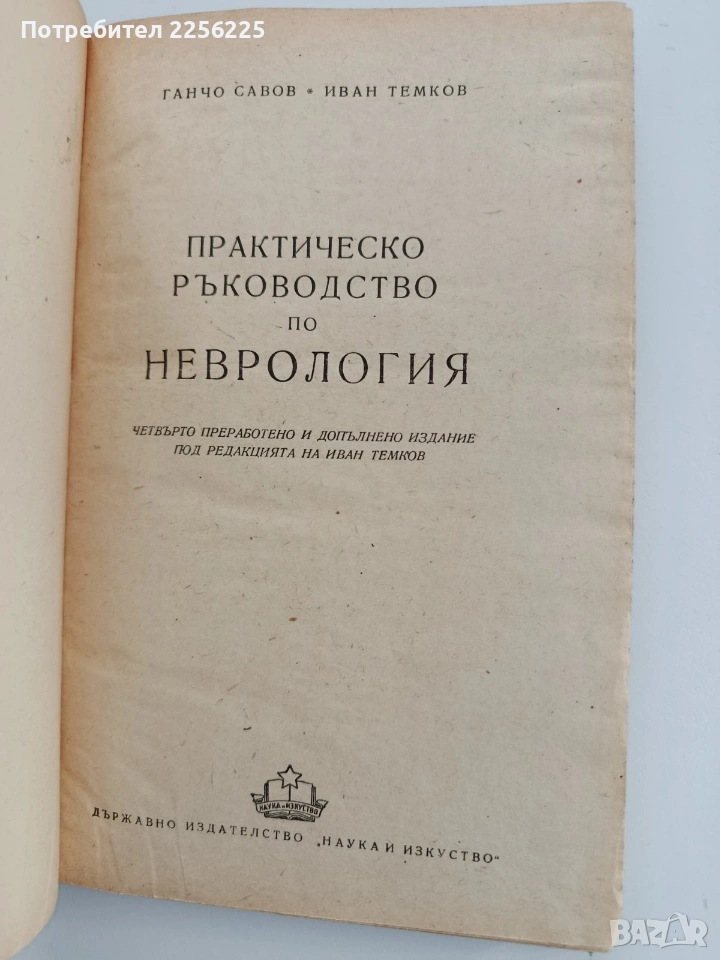 Потребител 2256225
ГАНЧО САВОВ * ИВАН ТЕМКОВ
ПРАКТИЧЕСКО
РЪКОВОДСТВО
ПО
НЕВРОЛОГИЯ
ЧЕТВЪРТО ПРЕРАБОТЕНО И ДОПЪЛНЕНО ИЗДАНИЕ
ПОД РЕДАКЦИЯТА НА ИВАН ТЕМКОВ
НАУКА И ИЗКУСТВО
ДЪРЖАВНО ИЗДАТЕЛСТВО „НАУКА И ИЗКУСТВО"
BAZAR